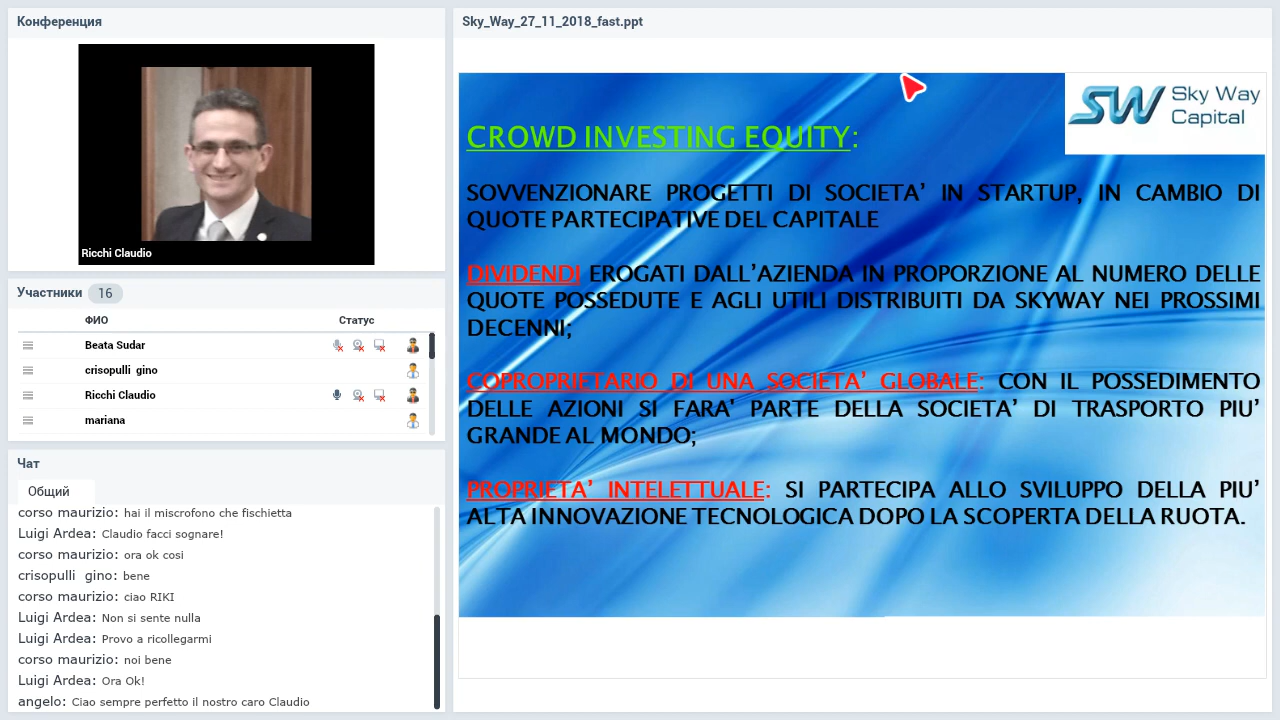 Конференция
Ricchi Claudio
Участники 16
ФИО Статус
Beata Sudar
crisopulli gino
Ricchi Claudio
mariana
Чат
Общий
corso maurizio: hai il miscrofono che fischietta
Luigi Ardea: Claudio facci sognare!
corso maurizio: ora ok cosi
crisopulli gino: bene
corso maurizio: ciao RIKI
Luigi Ardea: Non si sente nulla
Luigi Ardea: Provo a ricollegarmi
corso maurizio: noi bene
Luigi Ardea: Ora Ok!
angelo: Ciao sempre perfetto il nostro caro Claudio
Sky_Way_27_11_2018_fast.ppt
SW Sky Way
Capital
CROWD INVESTING EQUITY:
SOVVENZIONARE PROGETTI DI SOCIETA’ IN STARTUP, IN CAMBIO DI
QUOTE PARTECIPATIVE DEL CAPITALE
DIVIDENDI EROGATI DALL’AZIENDA IN PROPORZIONE AL NUMERO DELLE
QUOTE POSSEDUTE E AGLI UTILI DISTRIBUITI DA SKYWAY NEI PROSSIMI
DECENNI;
COPROPRIETARIO DI UNA SOCIETA’ GLOBALE: CON IL POSSEDIMENTO
DELLE AZIONI SI FARA' PARTE DELLA SOCIETA’ DI TRASPORTO PIU’
GRANDE AL MONDO;
PROPRIETA’ INTELETTUALE: SI PARTECIPA ALLO SVILUPPO DELLA PIU’
ALTA INNOVAZIONE TECNOLOGICA DOPO LA SCOPERTA DELLA RUOTA.